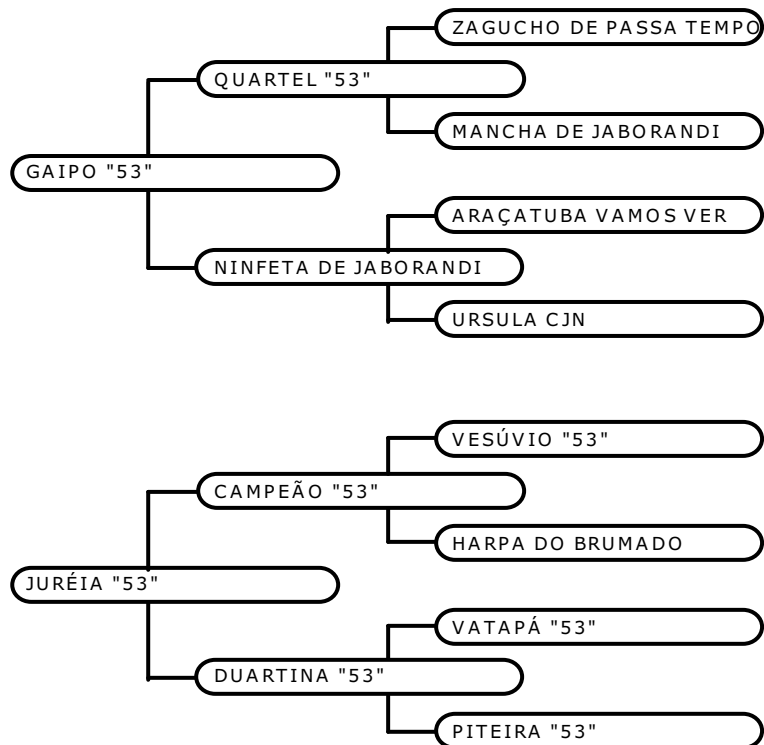 ZAGUCHO DE PASSA TEMPO
QUARTEL "53"
MANCHA DE JABORANDI
GAIPO "53"
ARAÇATUBA VAMOS VER
NINFETA DE JABORANDI
URSULA CJN
VESÚVIO "53"
CAMPEÃO "53"
HARPA DO BRUMADO
JURÉIA "53"
VATAPÁ "53"
DUARTINA "53"
PITEIRA "53"